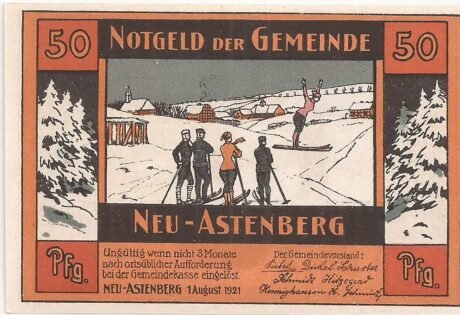 50 NOTGELD DER GEMEINDE 50
NEU-ASTENBERG
Pfg. Ungültig wenn nicht 3 Monate Der Gemeindevorstand: Pfg.
nach ortsüblicher Aufforderung
bei der Gemeindekasse eingelöst.
NEU-ASTENBERG 1 August 1921